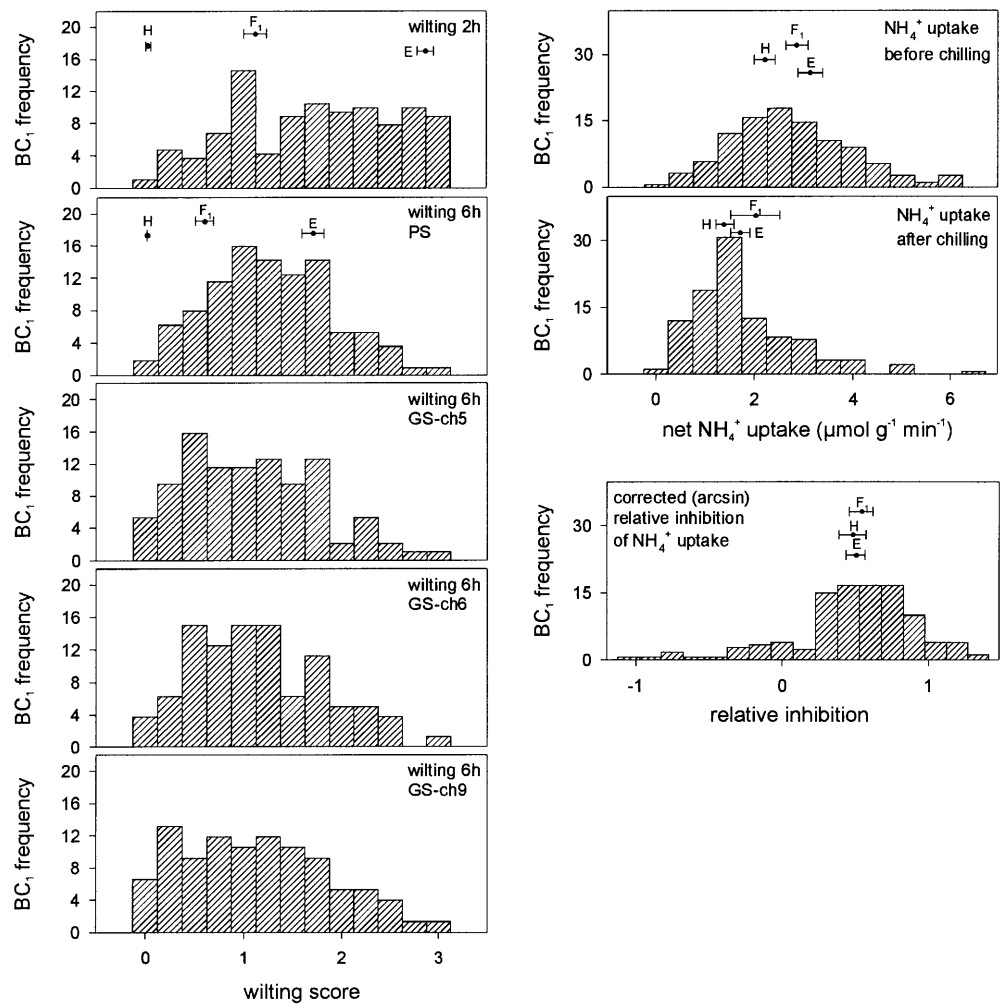 wilting 2h
H
F1
E
BC1 frequency
20
16
12
8
4
0
wilting 6h
PS
H
F1
E
BC1 frequency
20
16
12
8
4
0
wilting 6h
GS-ch5
BC1 frequency
20
16
12
8
4
0
wilting 6h
GS-ch6
BC1 frequency
20
16
12
8
4
0
wilting 6h
GS-ch9
BC1 frequency
20
16
12
8
4
0
0 1 2 3
wilting score
NH4+ uptake
before chilling
H
F1
E
BC1 frequency
30
15
0
NH4+ uptake
after chilling
H
F1
E
BC1 frequency
30
15
0
0 2 4 6
net NH4+ uptake (µmol g-1 min-1)
corrected (arcsin)
relative inhibition
of NH4+ uptake
F1
H
E
BC1 frequency
30
15
0
-1 0 1
relative inhibition